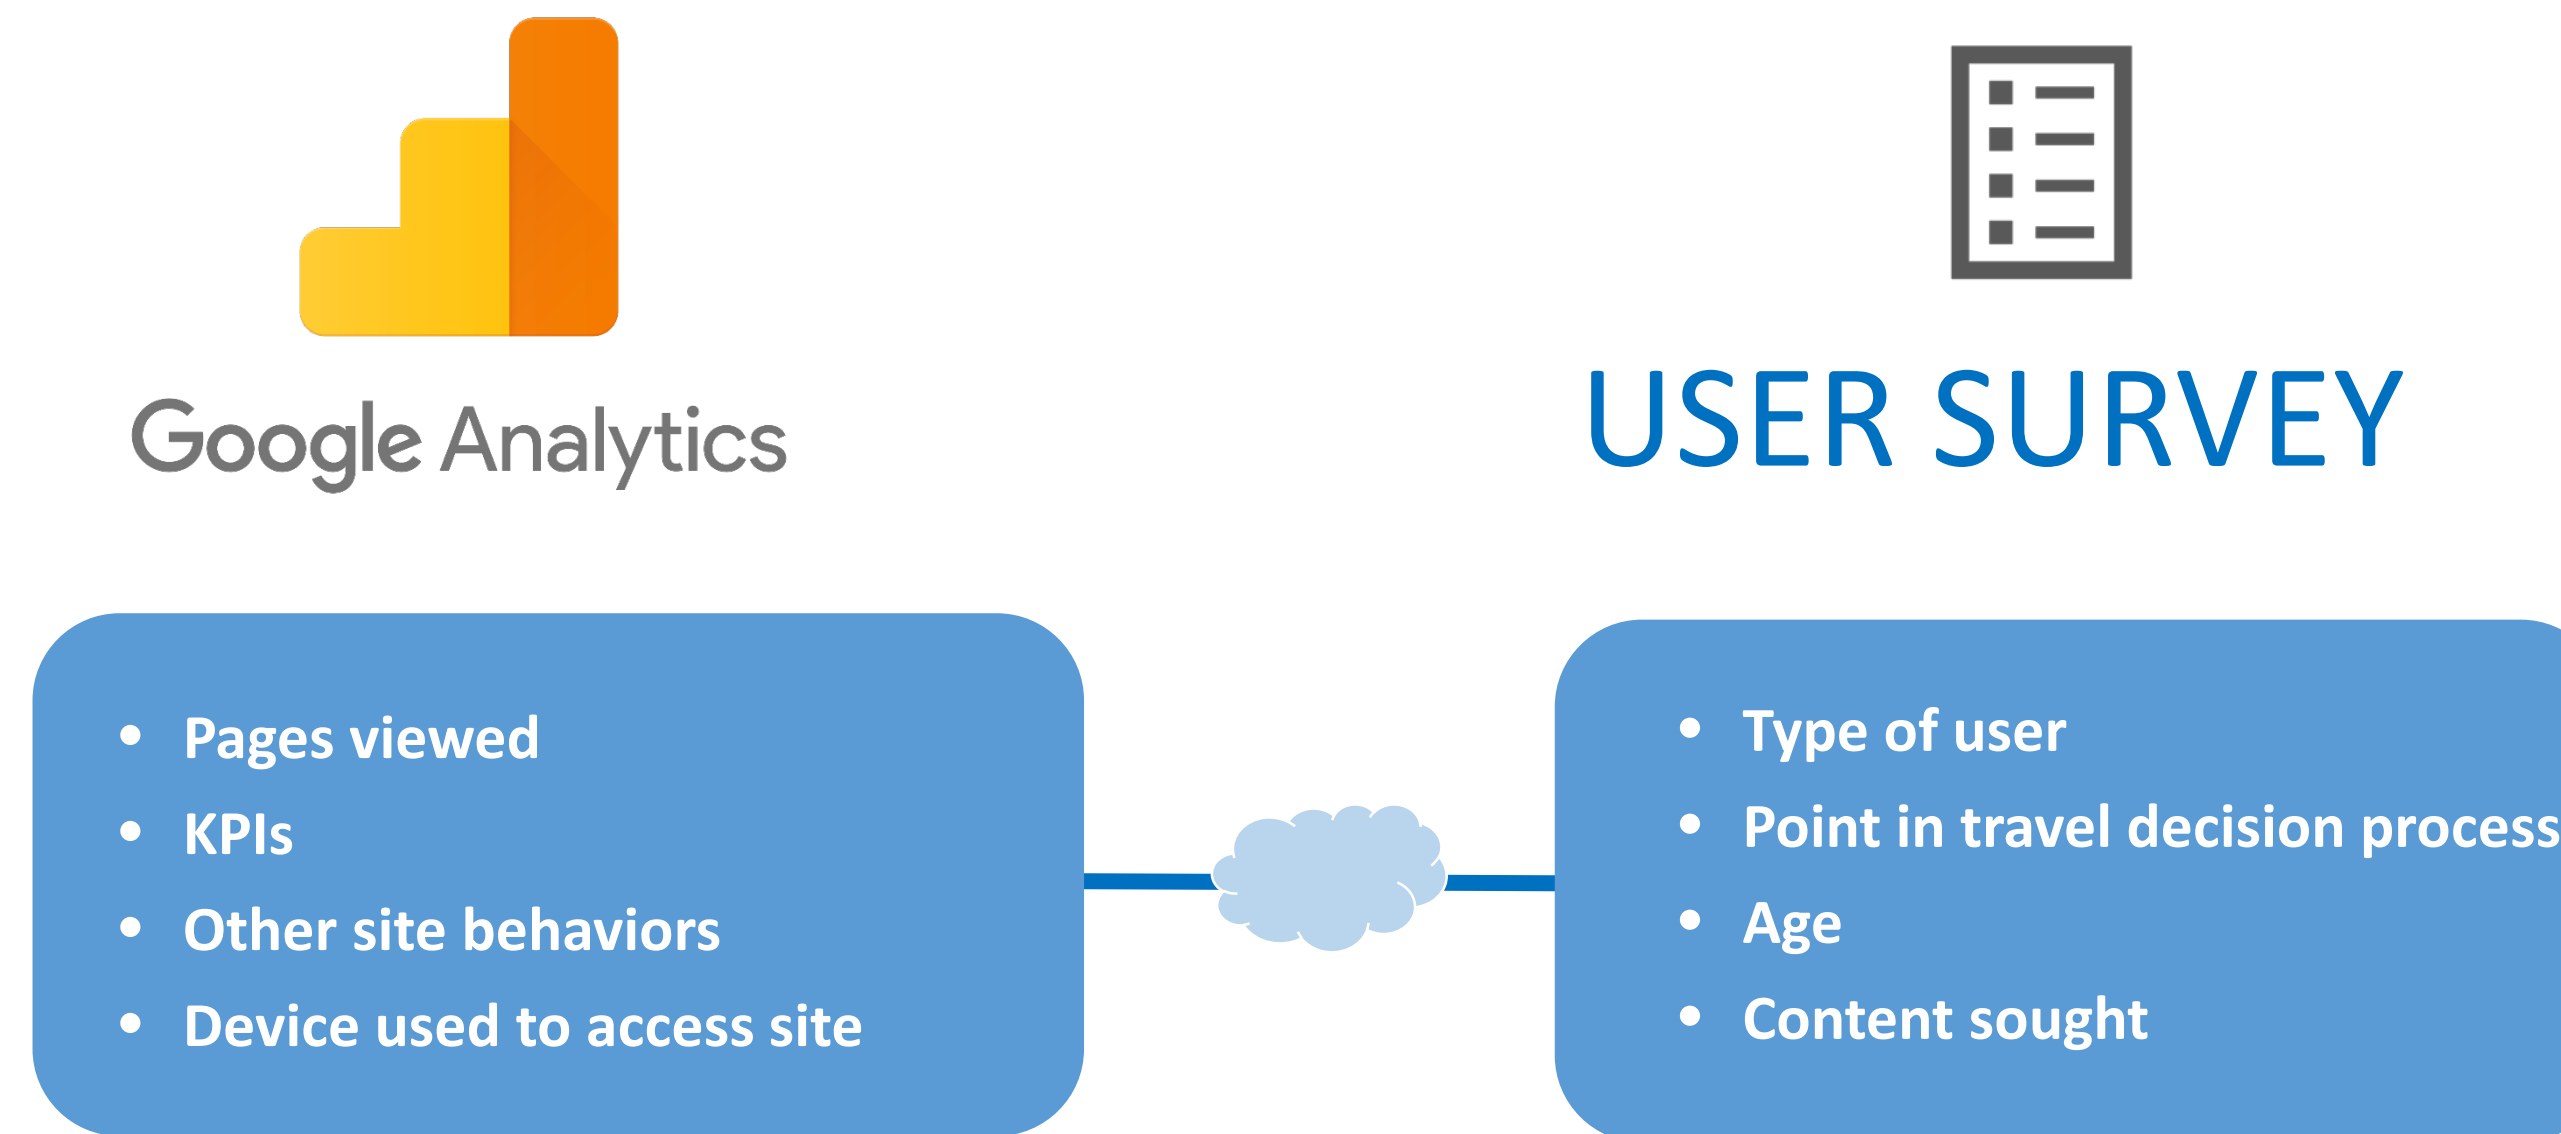 Google Analytics
USER SURVEY
• Pages viewed
• KPIs
• Other site behaviors
• Device used to access site
• Type of user
• Point in travel decision process
• Age
• Content sought